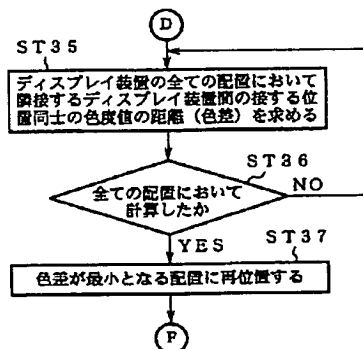 D
ST35
ディスプレイ装置の全ての配置において
隣接するディスプレイ装置間の接する位
置同士の色度値の距離（色差）を求める
ST36
全ての配置において
計算したか
NO
YES
ST37
色差が最小となる配置に再位置する
F